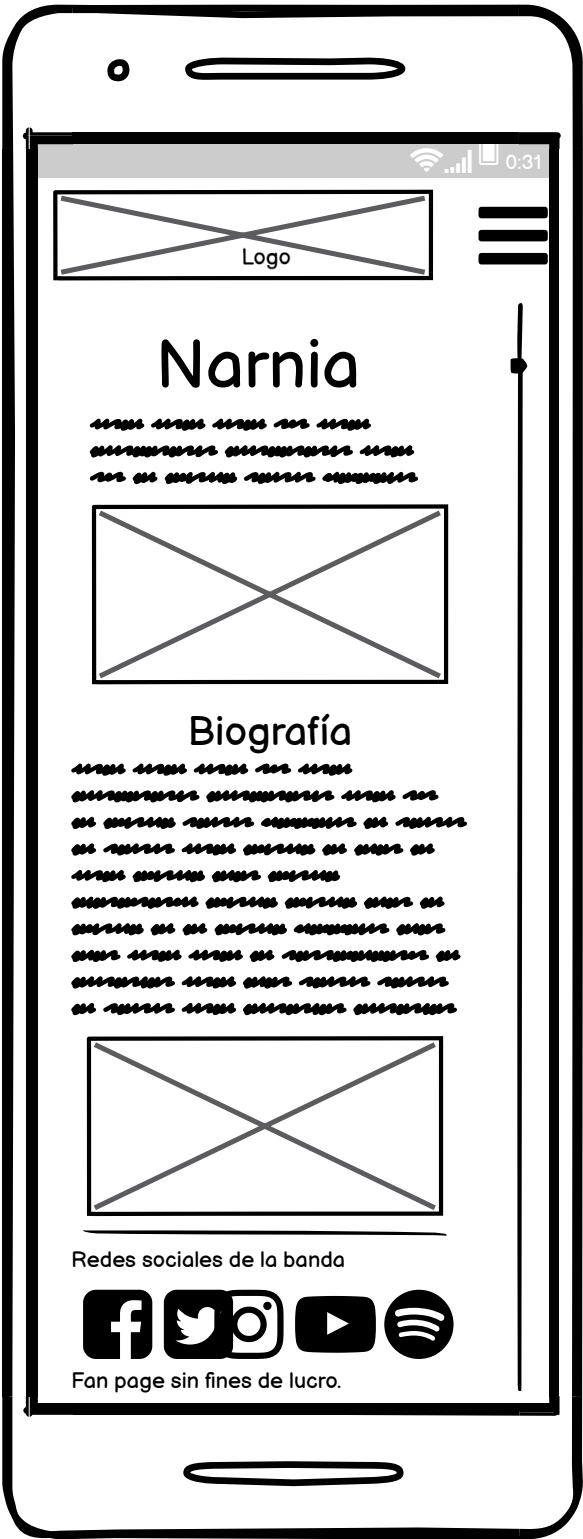 0:31
Logo
Narnia
Biografía
Redes sociales de la banda
Fan page sin fines de lucro.